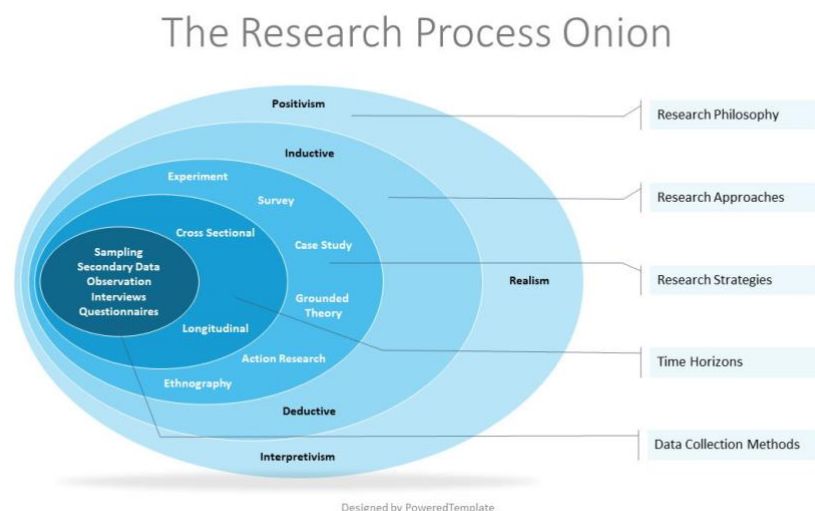 The Research Process Onion
Positivism
Research Philosophy
Inductive
Experiment
Research Approaches
Survey
Cross Sectional
Case Study
Sampling
Secondary Data
Observation
Interviews
Questionnaires
Realism
Research Strategies
Grounded
Theory
Longitudinal
Action Research
Time Horizons
Ethnography
Deductive
Data Collection Methods
Interpretivism
Designed by PoweredTemplate